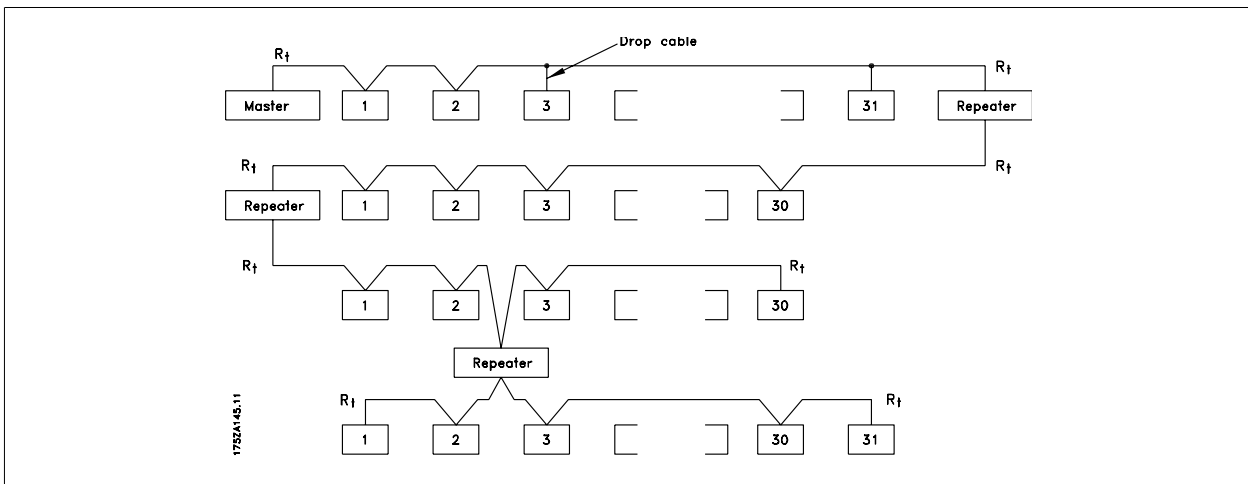 Drop cable
Rt Rt
Master 1 2 3 31 Repeater
Rt Rt
Repeater 1 2 3 30
Rt Rt
1 2 3 30
Repeater
Rt Rt
1 2 3 30 31
175ZA145.11